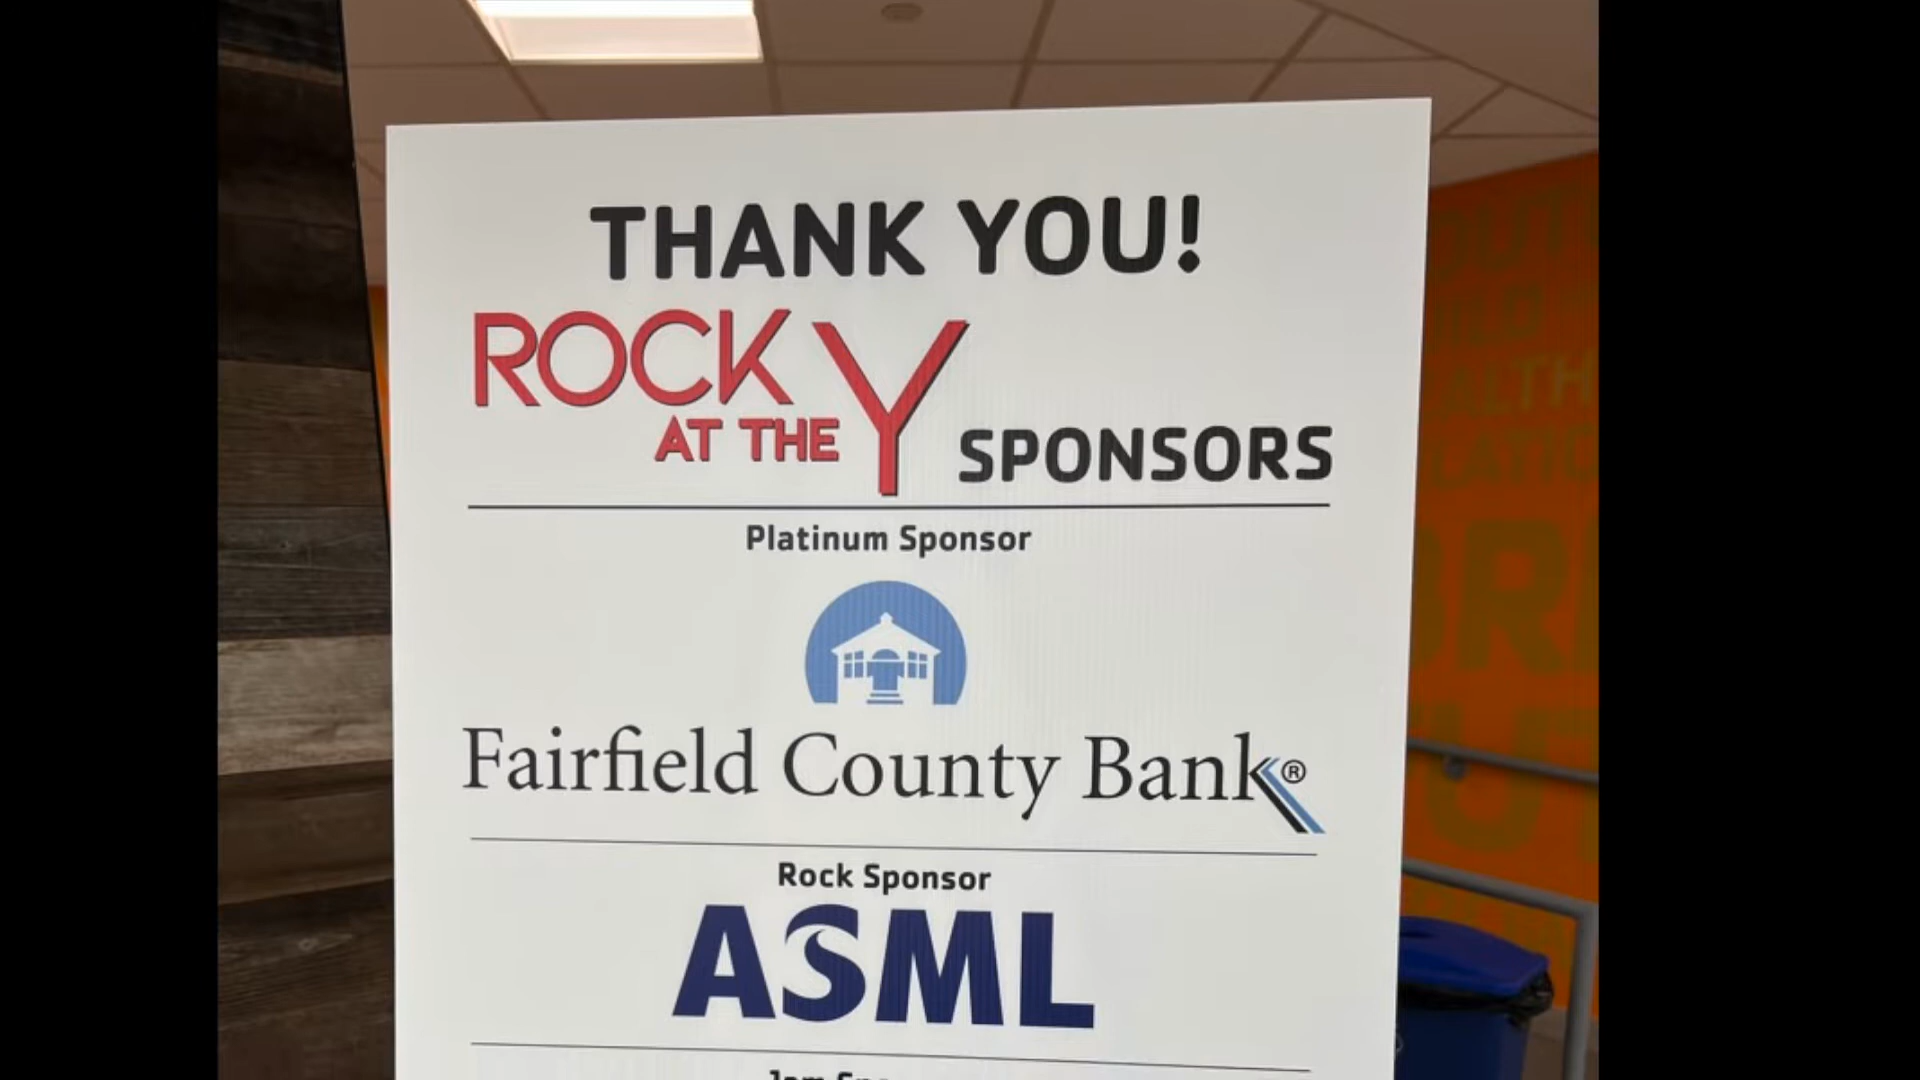 THANK YOU!
ROCK
AT THE Y SPONSORS
Platinum Sponsor
Fairfield County Bank®
Rock Sponsor
ASML